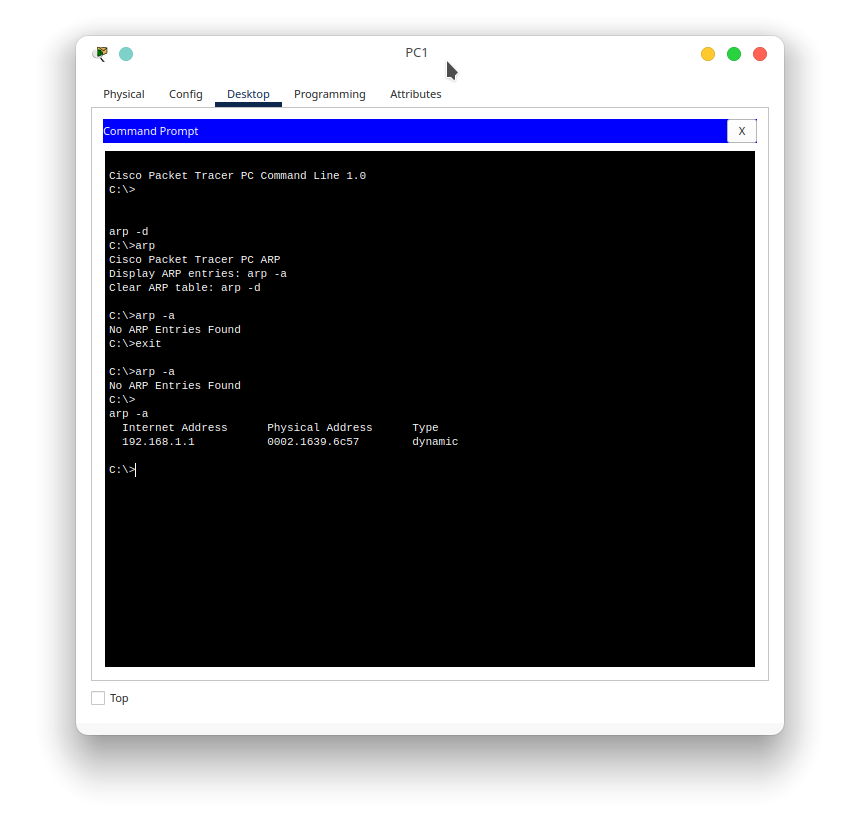 PC1
Physical Config Desktop Programming Attributes
Command Prompt X
Cisco Packet Tracer PC Command Line 1.0
C:\>
arp -d
C:\>arp
Cisco Packet Tracer PC ARP
Display ARP entries: arp -a
Clear ARP table: arp -d
C:\>arp -a
No ARP Entries Found
C:\>exit
C:\>arp -a
No ARP Entries Found
C:\>
arp -a
Internet Address Physical Address Type
192.168.1.1 0002.1639.6c57 dynamic
C:\>
Top